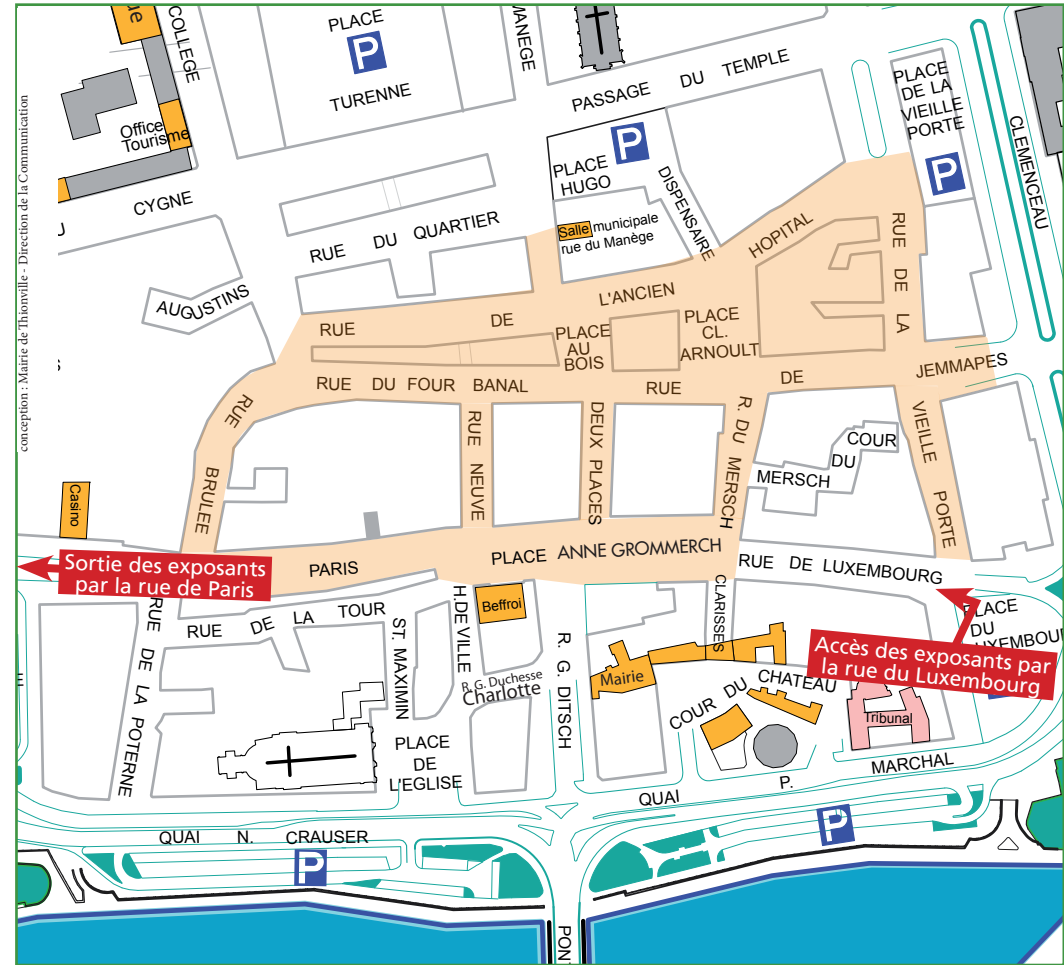 ue
COLLEGE
PLACE
P
TURENNE
MANEGE
PASSAGE DU TEMPLE
PLACE
DE LA
VIEILLE
PORTE
P
CLEMENCEAU
conception : Mairie de Thionville - Direction de la Communication
Office
Tourisme
U CYGNE
P
PLACE
HUGO
DISPENSAIRE
Salle municipale
rue du Manège
RUE DU QUARTIER
AUGUSTINS
HOPITAL
RUE DE L'ANCIEN
RUE DE LA
VIEILLE
PORTE
PLACE
AU
BOIS
PLACE
CL.
ARNOULT
RUE DU FOUR BANAL
RUE DE JEMMAPES
RUE
BRULEE
RUE NEUVE
DEUX PLACES
R. DU MERSCH
COUR
DU
MERSCH
Casino
Sortie des exposants
par la rue de Paris
PARIS
PLACE ANNE GROMMERCH
RUE DE LUXEMBOURG
RUE DE LA TOUR
RUE DE LA POTERNE
ST. MAXIMIN
H.DE VILLE
Beffroi
R. G. Duchesse
Charlotte
R. G. DITSCH
CLARISSES
Mairie
COUR DU CHATEAU
PLACE
DU
UXEMBOU
Accès des exposants par
la rue du Luxembourg
Tribunal
PLACE
DE
L'EGLISE
QUAI P. MARCHAL
QUAI N. CRAUSER
P
P
PON